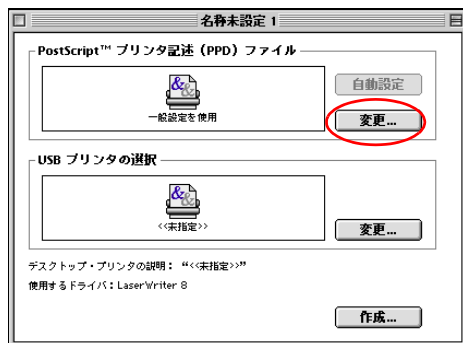 名称未設定 1
PostScript™ プリンタ記述（PPD）ファイル
一般設定を使用
自動設定
変更...
USB プリンタの選択
<<未指定>>
変更...
デスクトップ・プリンタの説明： “<<未指定>>”
使用するドライバ：LaserWriter 8
作成...